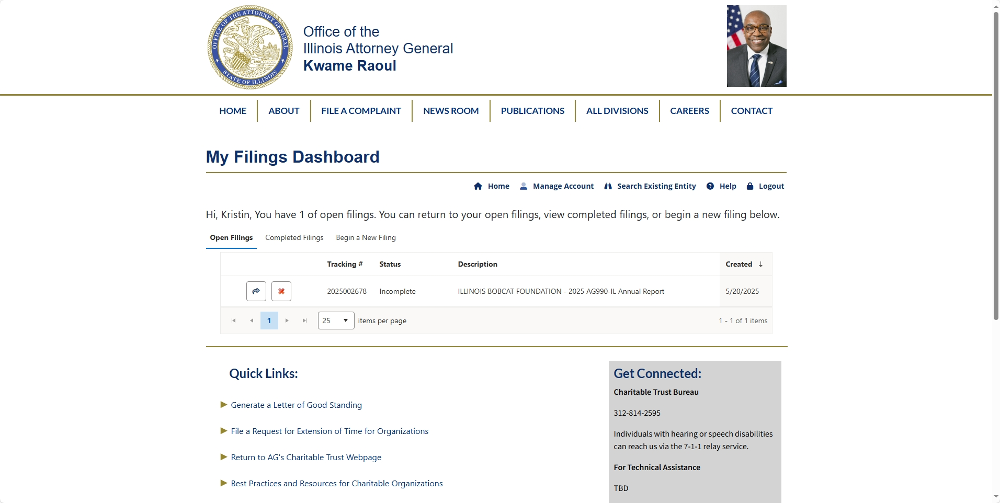 OFFICE OF THE ATTORNEY GENERAL
STATE OF ILLINOIS
Office of the
Illinois Attorney General
Kwame Raoul
HOME
ABOUT
FILE A COMPLAINT
NEWS ROOM
PUBLICATIONS
ALL DIVISIONS
CAREERS
CONTACT
My Filings Dashboard
Home
Manage Account
Search Existing Entity
Help
Logout
Hi, Kristin, You have 1 of open filings. You can return to your open filings, view completed filings, or begin a new filing below.
Open Filings
Completed Filings
Begin a New Filing
Tracking # Status Description Created
2025002678 Incomplete ILLINOIS BOBCAT FOUNDATION - 2025 AG990-IL Annual Report 5/20/2025
1 25 items per page 1 - 1 of 1 items
Quick Links:
Generate a Letter of Good Standing
File a Request for Extension of Time for Organizations
Return to AG's Charitable Trust Webpage
Best Practices and Resources for Charitable Organizations
Get Connected:
Charitable Trust Bureau
312-814-2595
Individuals with hearing or speech disabilities
can reach us via the 7-1-1 relay service.
For Technical Assistance
TBD